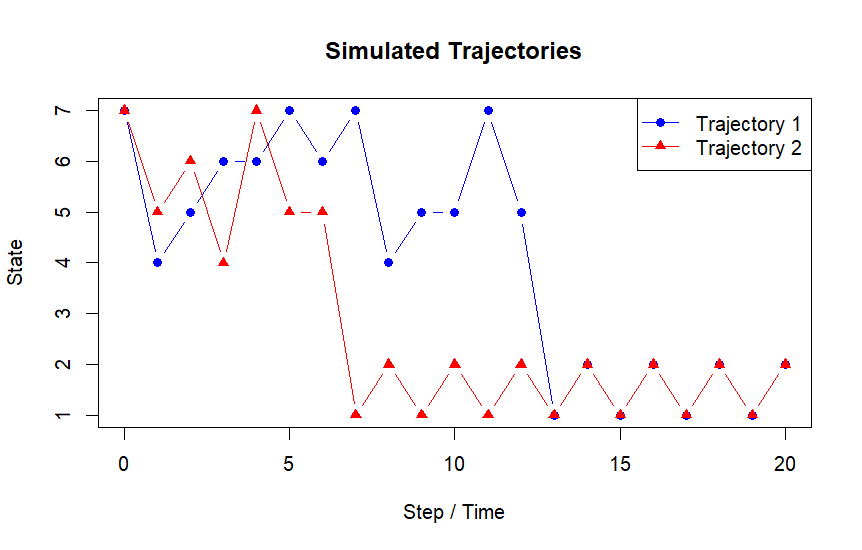 Simulated Trajectories
Trajectory 1
Trajectory 2
State
7
6
5
4
3
2
1
0 5 10 15 20
Step / Time